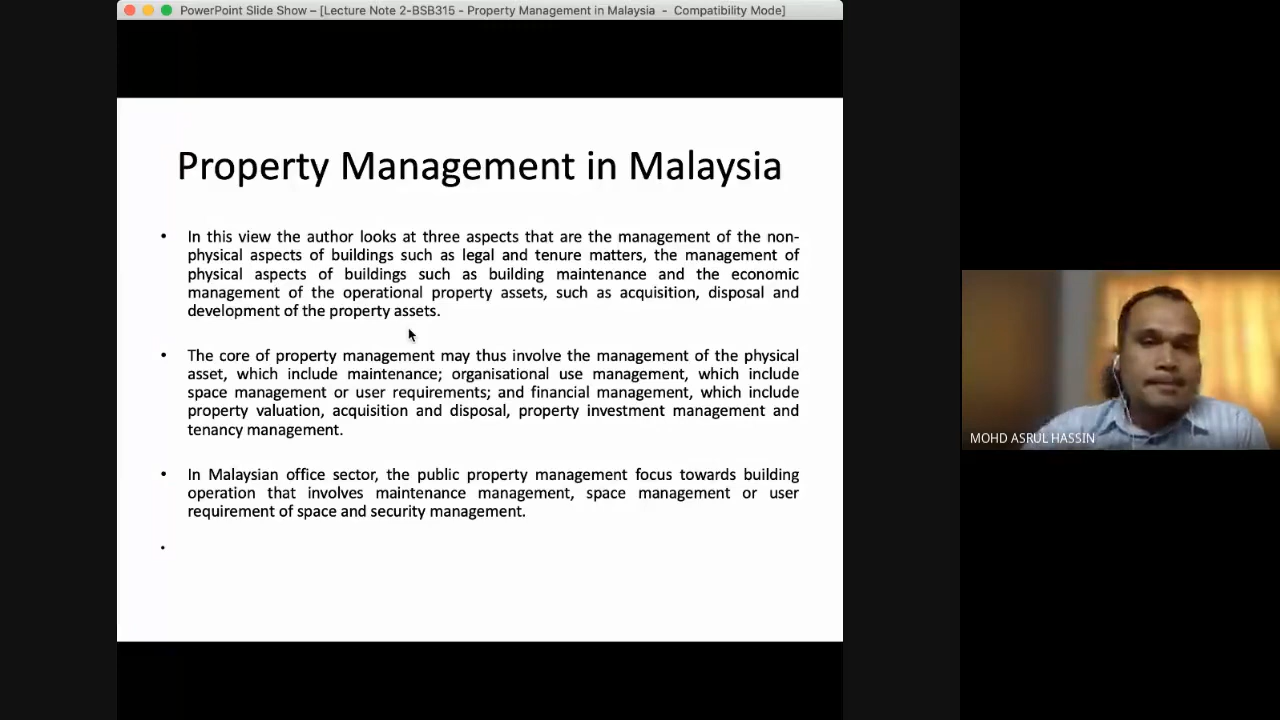 PowerPoint Slide Show – [Lecture Note 2-BSB315 - Property Management in Malaysia - Compatibility Mode]
Property Management in Malaysia
• In this view the author looks at three aspects that are the management of the non-
physical aspects of buildings such as legal and tenure matters, the management of
physical aspects of buildings such as building maintenance and the economic
management of the operational property assets, such as acquisition, disposal and
development of the property assets.
• The core of property management may thus involve the management of the physical
asset, which include maintenance; organisational use management, which include
space management or user requirements; and financial management, which include
property valuation, acquisition and disposal, property investment management and
tenancy management.
• In Malaysian office sector, the public property management focus towards building
operation that involves maintenance management, space management or user
requirement of space and security management.
•
MOHD ASRUL HASSIN